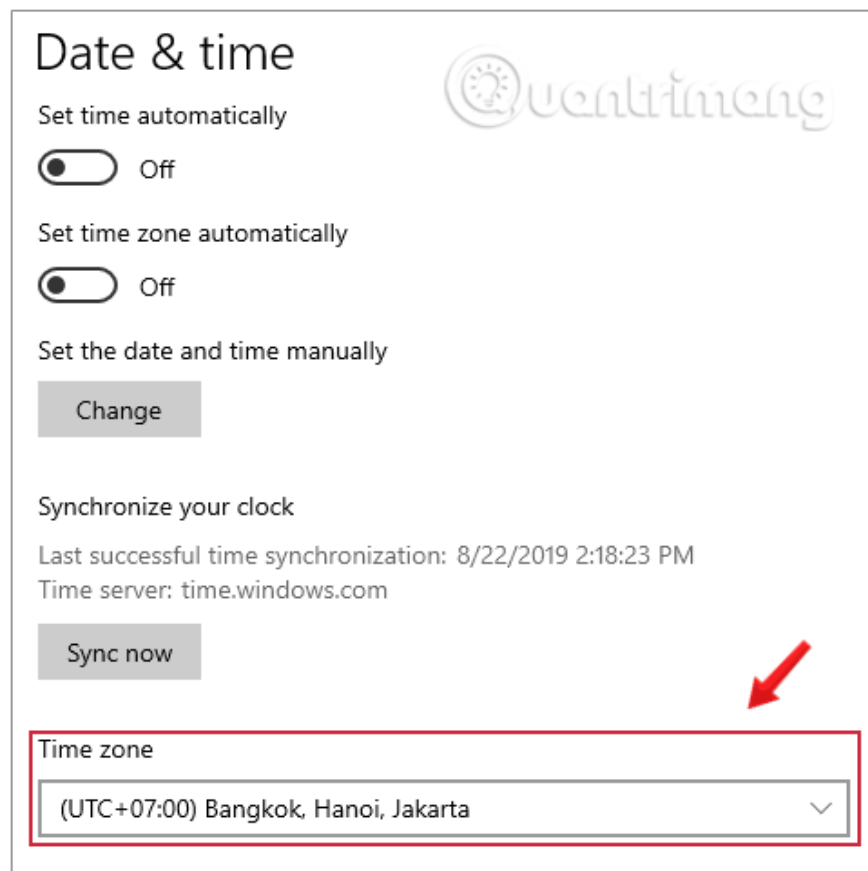 Date & time
Quantrimang
Set time automatically
Off
Set time zone automatically
Off
Set the date and time manually
Change
Synchronize your clock
Last successful time synchronization: 8/22/2019 2:18:23 PM
Time server: time.windows.com
Sync now
Time zone
(UTC+07:00) Bangkok, Hanoi, Jakarta